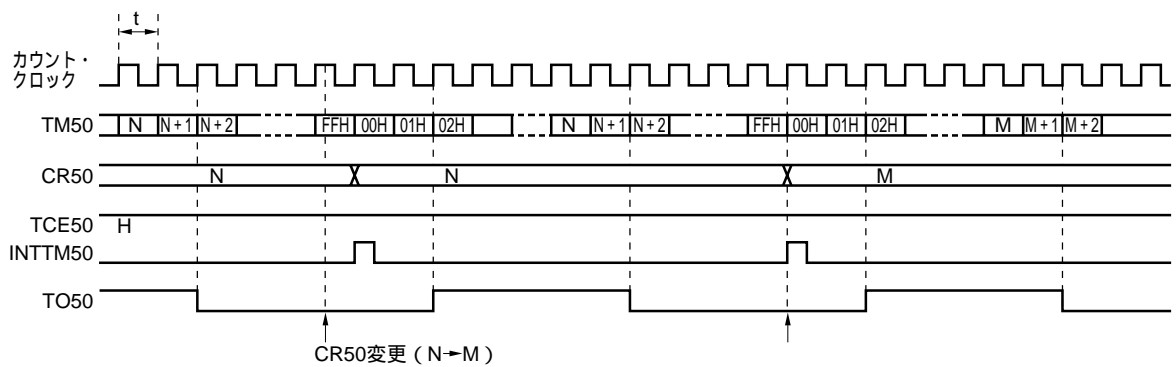 t
カウント・
クロック
TM50 N N+1 N+2 FFH 00H 01H 02H N N+1 N+2 FFH 00H 01H 02H M M+1 M+2
CR50 N N M
TCE50 H
INTTM50
TO50
CR50変更（N→M）